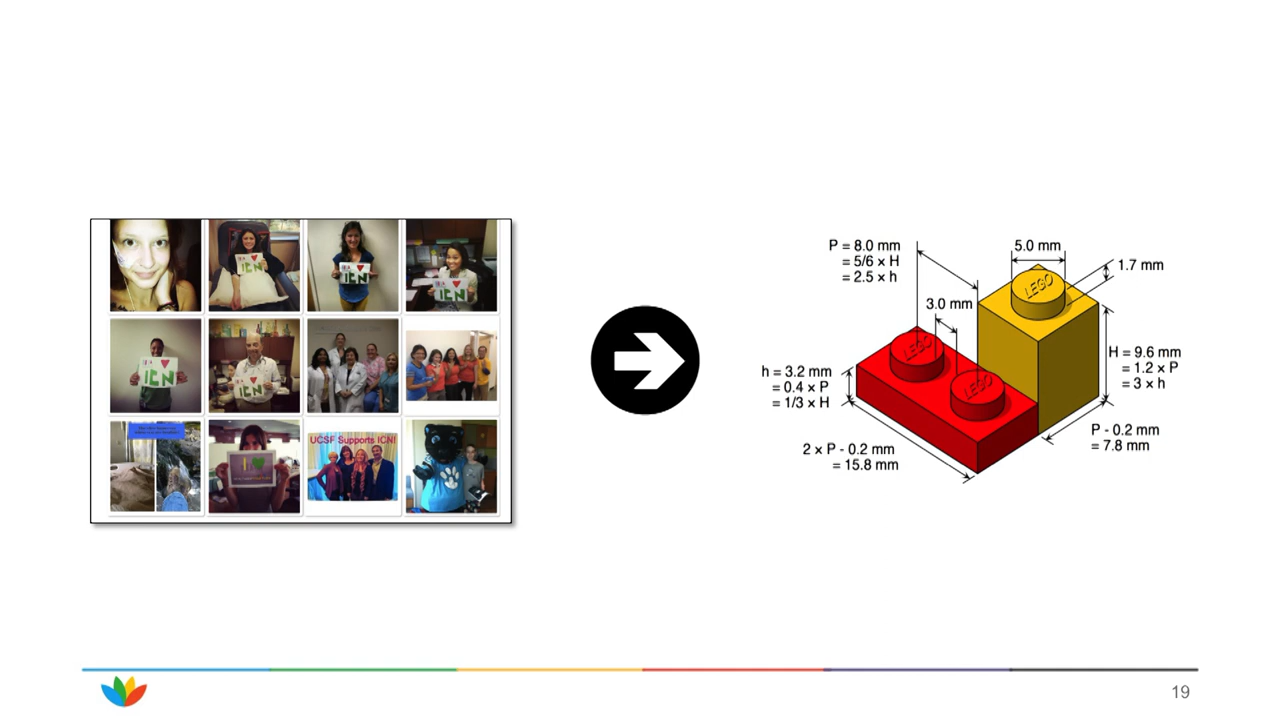 ICN
ICN
ICN
ICN
ICN
UCSF Supports ICN!
P = 8.0 mm
= 5/6 × H
= 2.5 × h
5.0 mm
1.7 mm
3.0 mm
LEGO
LEGO
LEGO
h = 3.2 mm
= 0.4 × P
= 1/3 × H
H = 9.6 mm
= 1.2 × P
= 3 × h
2 × P - 0.2 mm
= 15.8 mm
P - 0.2 mm
= 7.8 mm
19